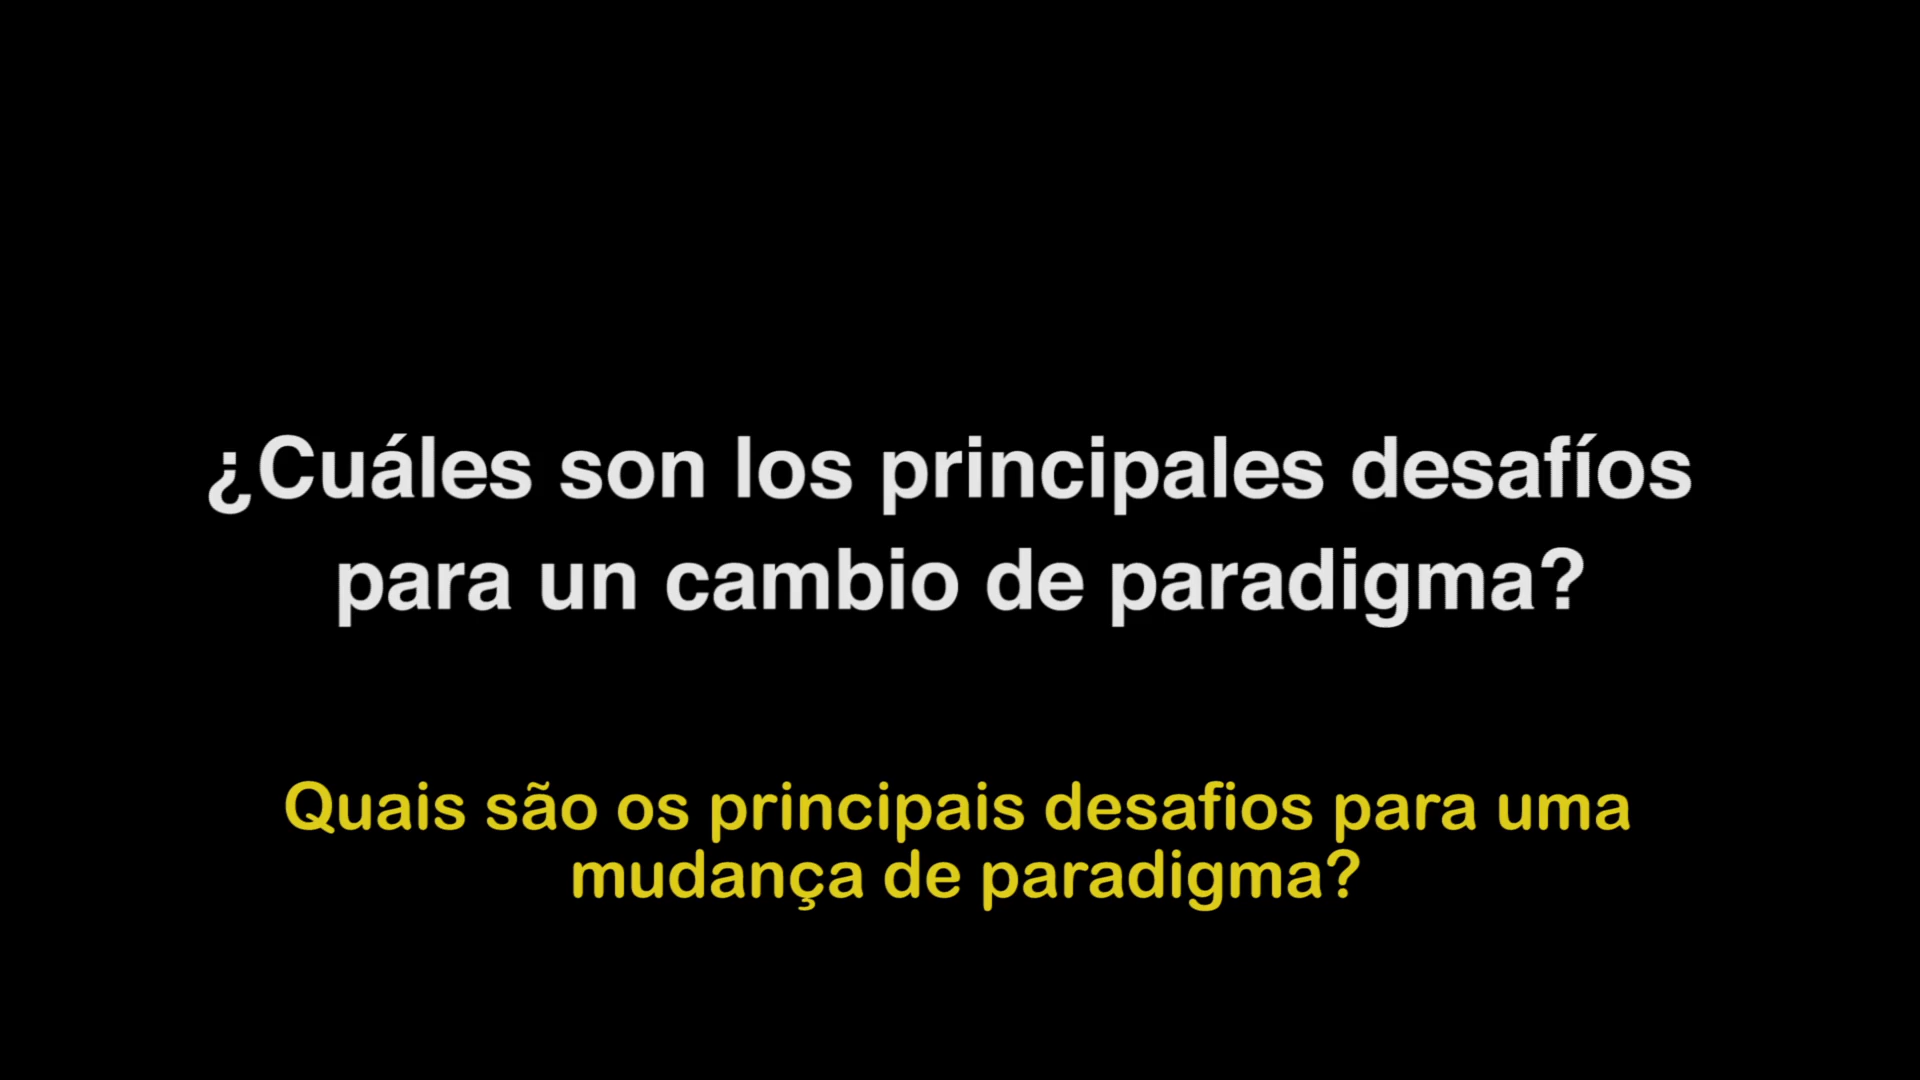 ¿Cuáles son los principales desafíos
para un cambio de paradigma?
Quais são os principais desafios para uma
mudança de paradigma?